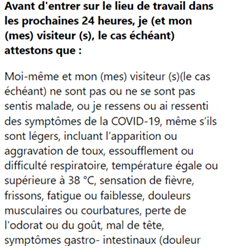 Avant d'entrer sur le lieu de travail dans
les prochaines 24 heures, je (et mon
(mes) visiteur (s), le cas échéant)
attestons que :
Moi-même et mon (mes) visiteur (s)(le cas
échéant) ne sont pas ou ne se sont pas
sentis malade, ou je ressens ou ai ressenti
des symptômes de la COVID-19, même s'ils
sont légers, incluant l'apparition ou
aggravation de toux, essoufflement ou
difficulté respiratoire, température égale ou
supérieure à 38 °C, sensation de fièvre,
frissons, fatigue ou faiblesse, douleurs
musculaires ou courbatures, perte de
l'odorat ou du goût, mal de tête,
symptômes gastro- intestinaux (douleur